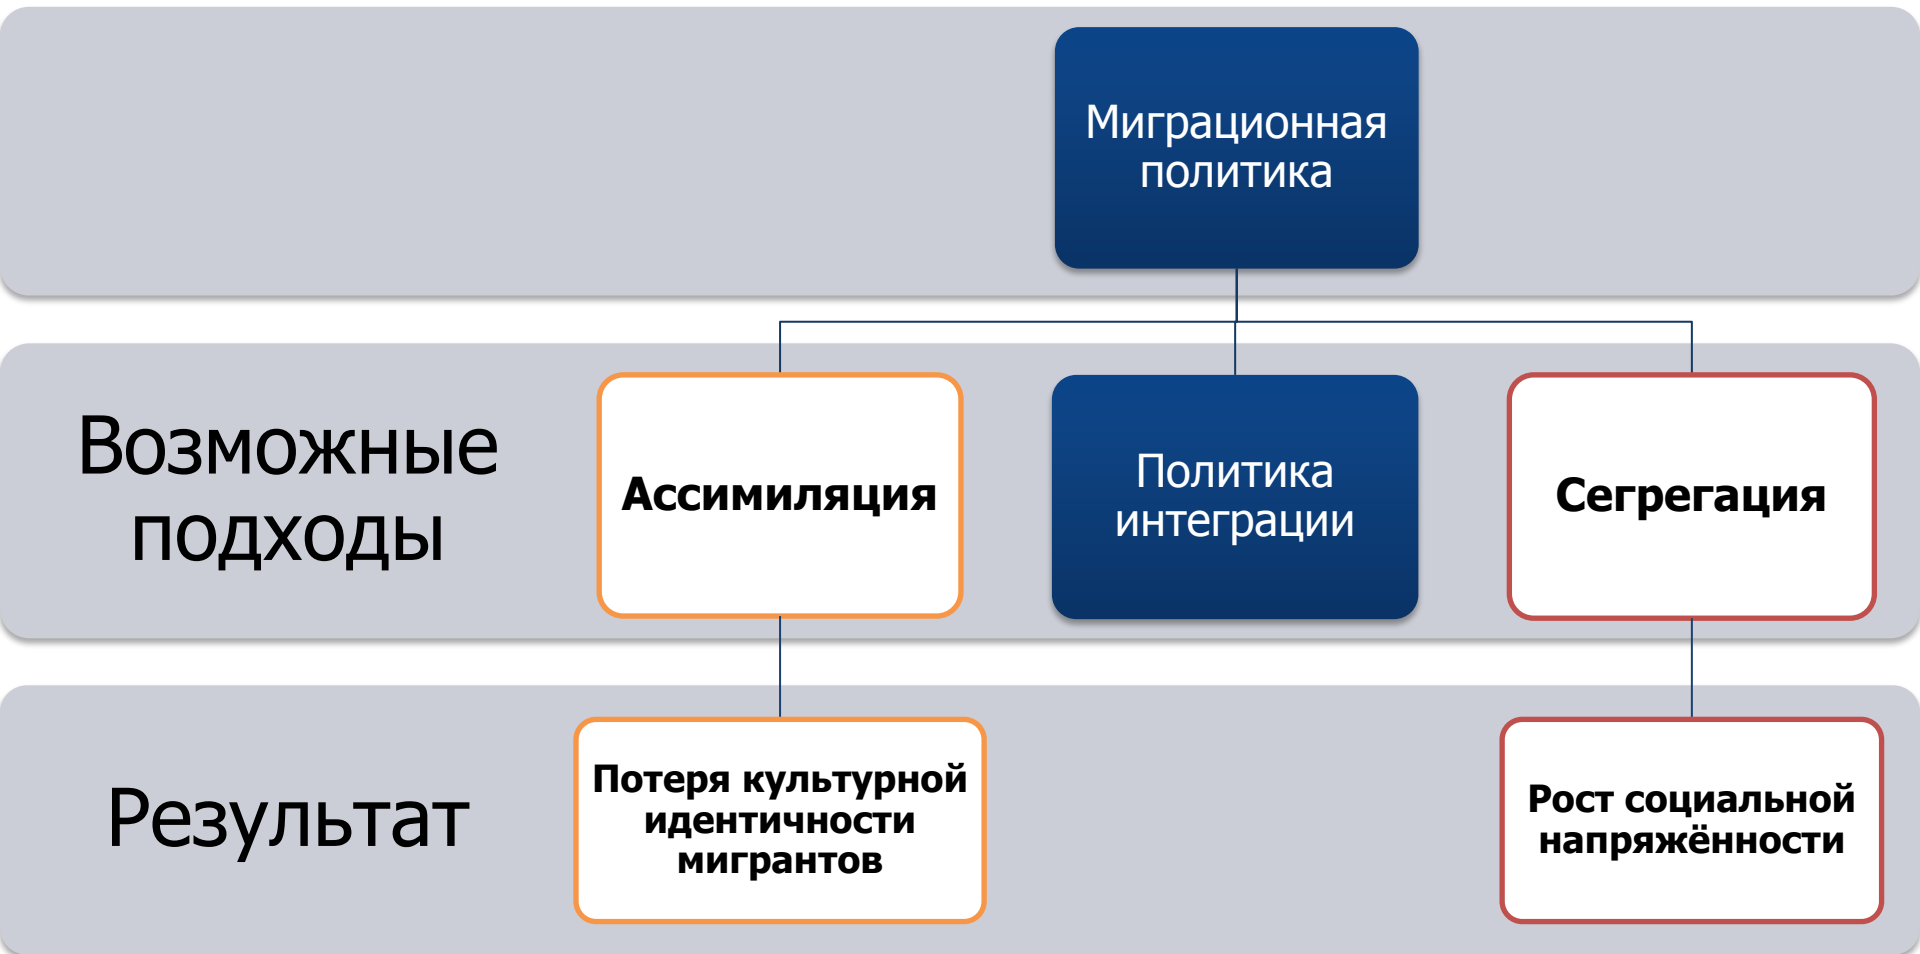 Миграционная
политика
Возможные
подходы
Ассимиляция
Политика
интеграции
Сегрегация
Результат
Потеря культурной
идентичности
мигрантов
Рост социальной
напряжённости